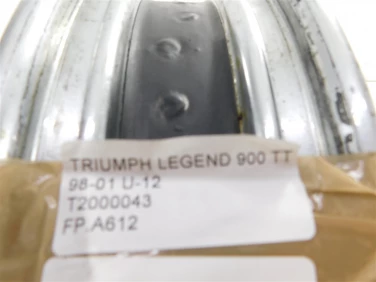 TRIUMPH LEGEND 900 TT
98-01 U-12
T2000043
FP.A612